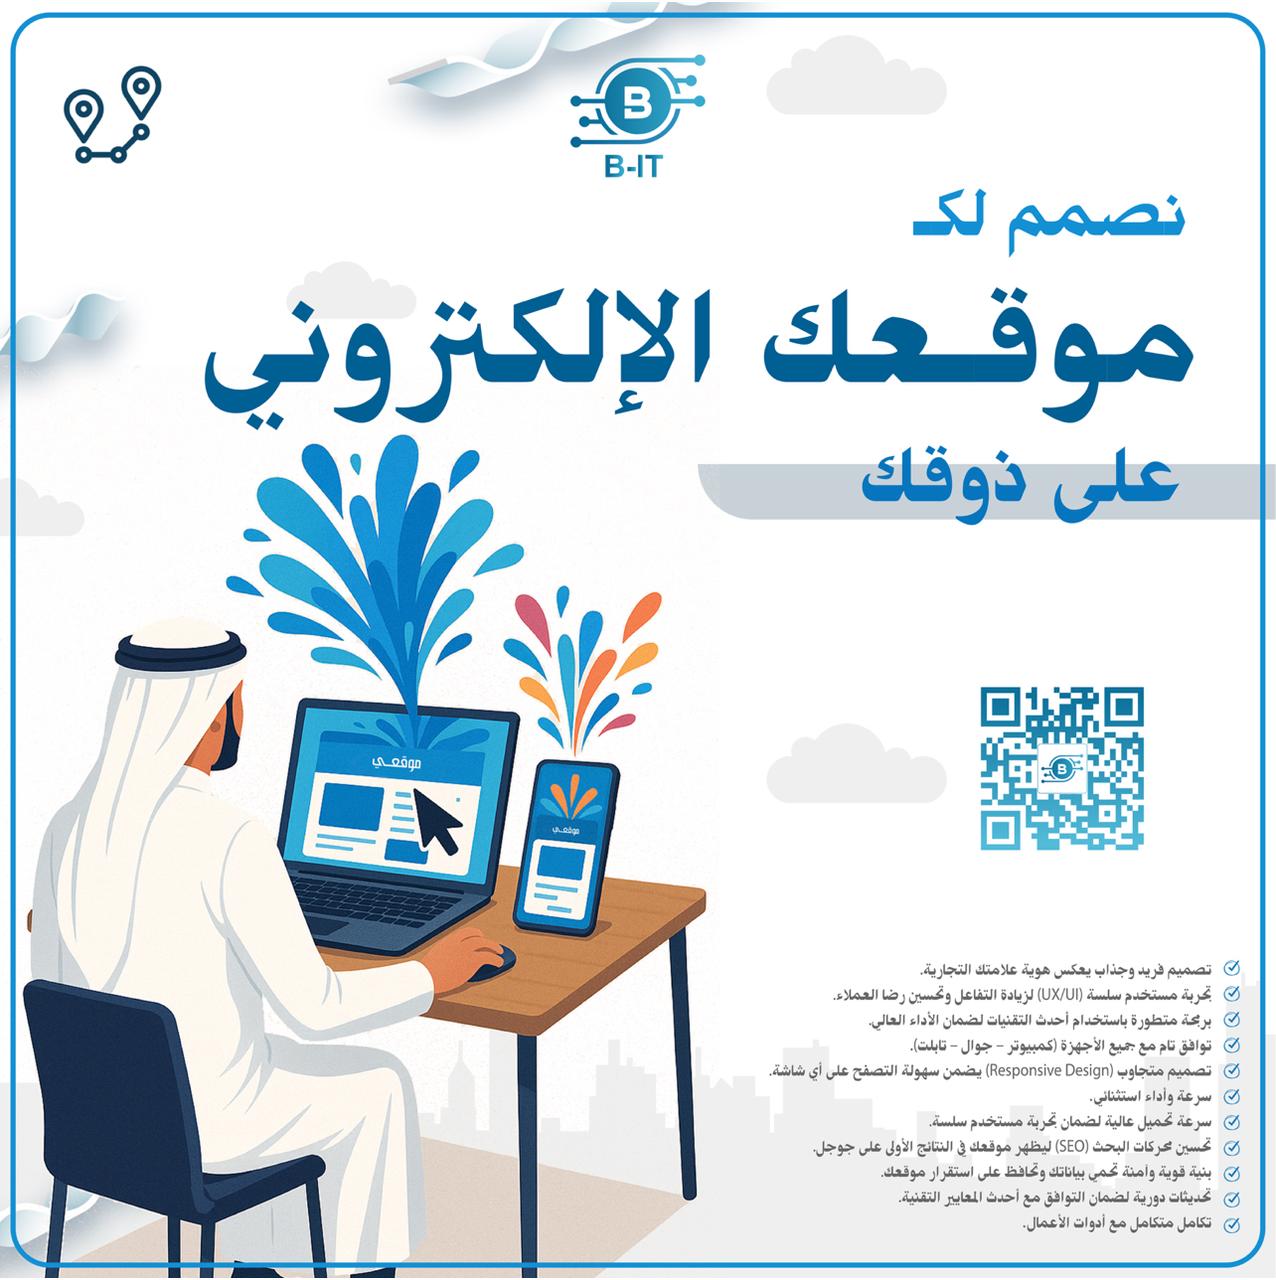 B-IT
نصمم لك
موقعك الإلكتروني
على ذوقك
موقعي
موقعي
تصميم فريد وجذاب يعكس هوية علامتك التجارية.
تجربة مستخدم سلسة (UX/UI) لزيادة التفاعل وتحسين رضا العملاء.
برمجة متطورة باستخدام أحدث التقنيات لضمان الأداء العالي.
توافق تام مع جميع الأجهزة (كمبيوتر – جوال – تابلت).
تصميم متجاوب (Responsive Design) يضمن سهولة التصفح على أي شاشة.
سرعة وأداء استثنائي.
سرعة تحميل عالية لضمان تجربة مستخدم سلسة.
تحسين محركات البحث (SEO) ليظهر موقعك في النتائج الأولى على جوجل.
بنية قوية وأمنة تحمي بياناتك وتحافظ على استقرار موقعك.
تحديثات دورية لضمان التوافق مع أحدث المعايير التقنية.
تكامل متكامل مع أدوات الأعمال.